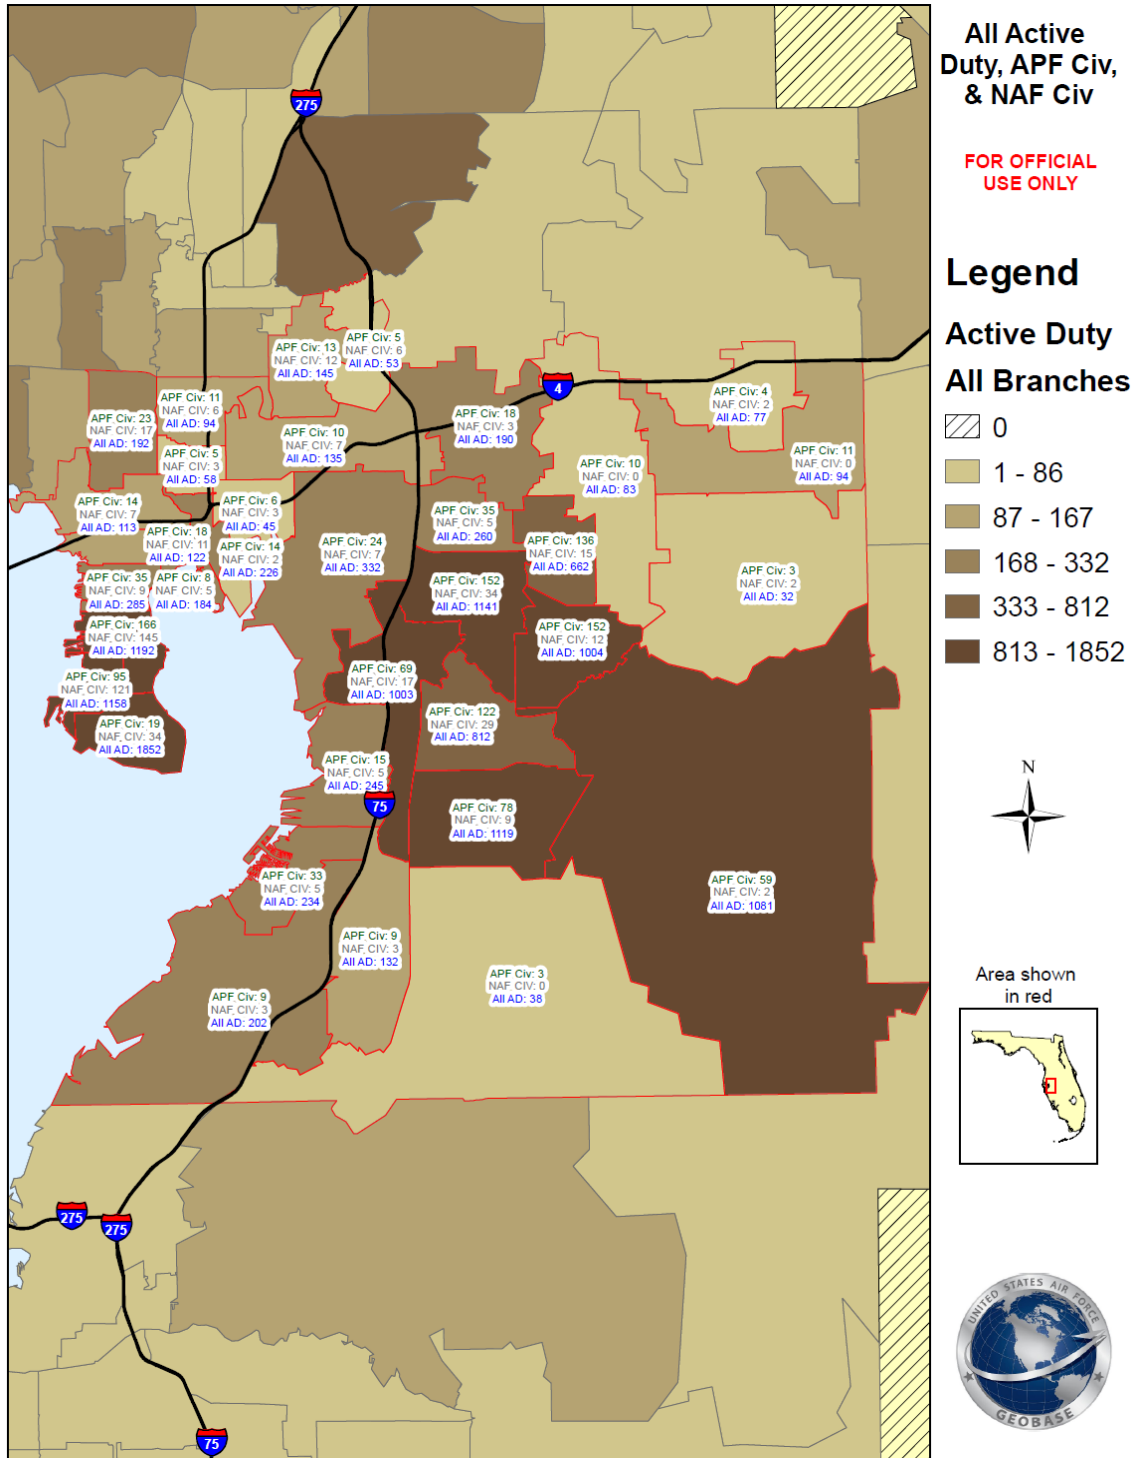 All Active
Duty, APF Civ,
& NAF Civ
FOR OFFICIAL
USE ONLY
Legend
Active Duty
All Branches
0
1 - 86
87 - 167
168 - 332
333 - 812
813 - 1852
N
Area shown
in red
UNITED STATES AIR FORCE
GEOBASE
275
APF Civ: 5
NAF CIV: 6
All AD: 53
APF Civ: 13
NAF CIV: 12
All AD: 145
4
APF Civ: 4
NAF CIV: 2
All AD: 77
APF Civ: 11
NAF CIV: 6
All AD: 94
APF Civ: 23
NAF CIV: 17
All AD: 192
APF Civ: 18
NAF CIV: 3
All AD: 190
APF Civ: 10
NAF CIV: 7
All AD: 135
APF Civ: 5
NAF CIV: 3
All AD: 58
APF Civ: 11
NAF CIV: 0
All AD: 94
APF Civ: 10
NAF CIV: 0
All AD: 83
APF Civ: 14
NAF CIV: 7
All AD: 113
APF Civ: 6
NAF CIV: 3
All AD: 45
APF Civ: 35
NAF CIV: 5
All AD: 260
APF Civ: 18
NAF CIV: 11
All AD: 122
APF Civ: 14
NAF CIV: 2
All AD: 226
APF Civ: 24
NAF CIV: 7
All AD: 332
APF Civ: 136
NAF CIV: 15
All AD: 662
APF Civ: 3
NAF CIV: 2
All AD: 32
APF Civ: 35
NAF CIV: 9
All AD: 285
APF Civ: 8
NAF CIV: 5
All AD: 184
APF Civ: 152
NAF CIV: 34
All AD: 1141
APF Civ: 166
NAF CIV: 145
All AD: 1192
APF Civ: 152
NAF CIV: 12
All AD: 1004
APF Civ: 95
NAF CIV: 121
All AD: 1158
APF Civ: 69
NAF CIV: 17
All AD: 1003
APF Civ: 19
NAF CIV: 34
All AD: 1852
APF Civ: 122
NAF CIV: 29
All AD: 812
APF Civ: 15
NAF CIV: 5
All AD: 245
75
APF Civ: 78
NAF CIV: 9
All AD: 1119
APF Civ: 33
NAF CIV: 5
All AD: 234
APF Civ: 59
NAF CIV: 2
All AD: 1081
APF Civ: 9
NAF CIV: 3
All AD: 132
APF Civ: 3
NAF CIV: 0
All AD: 38
APF Civ: 9
NAF CIV: 3
All AD: 202
275
275
75